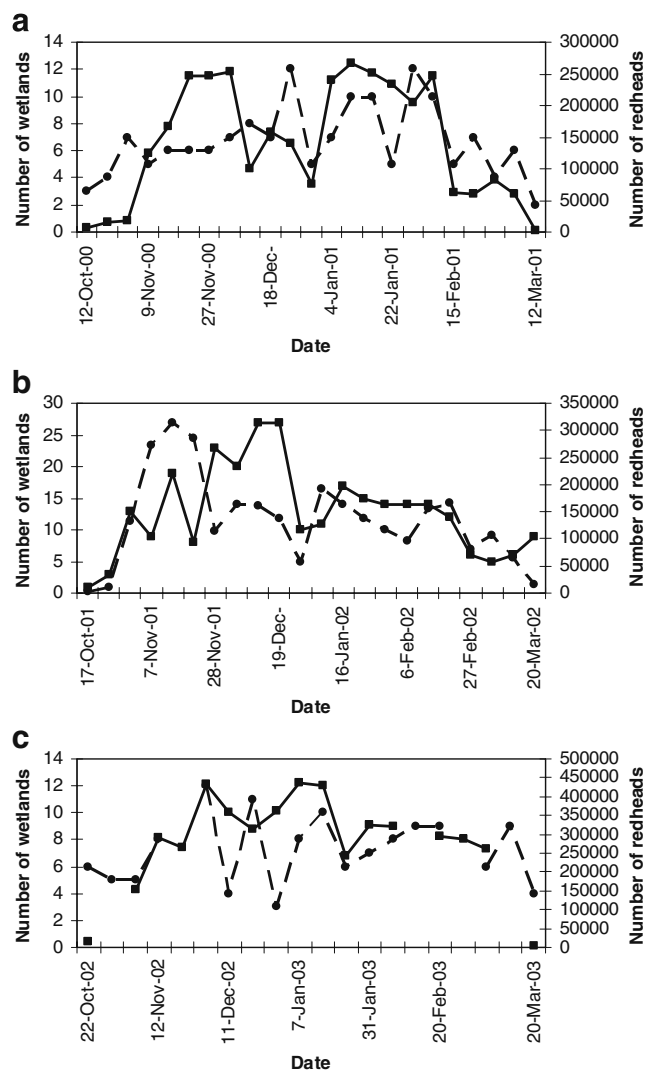 a
14
12
10
8
6
4
2
0
Number of wetlands
300000
250000
200000
150000
100000
50000
0
Number of redheads
12-Oct-00
9-Nov-00
27-Nov-00
18-Dec-
4-Jan-01
22-Jan-01
15-Feb-01
12-Mar-01
Date
b
30
25
20
15
10
5
0
Number of wetlands
350000
300000
250000
200000
150000
100000
50000
0
Number of redheads
17-Oct-01
7-Nov-01
28-Nov-01
19-Dec-
16-Jan-02
6-Feb-02
27-Feb-02
20-Mar-02
Date
c
14
12
10
8
6
4
2
0
Number of wetlands
500000
450000
400000
350000
300000
250000
200000
150000
100000
50000
0
Number of redheads
22-Oct-02
12-Nov-02
11-Dec-02
7-Jan-03
31-Jan-03
20-Feb-03
20-Mar-03
Date